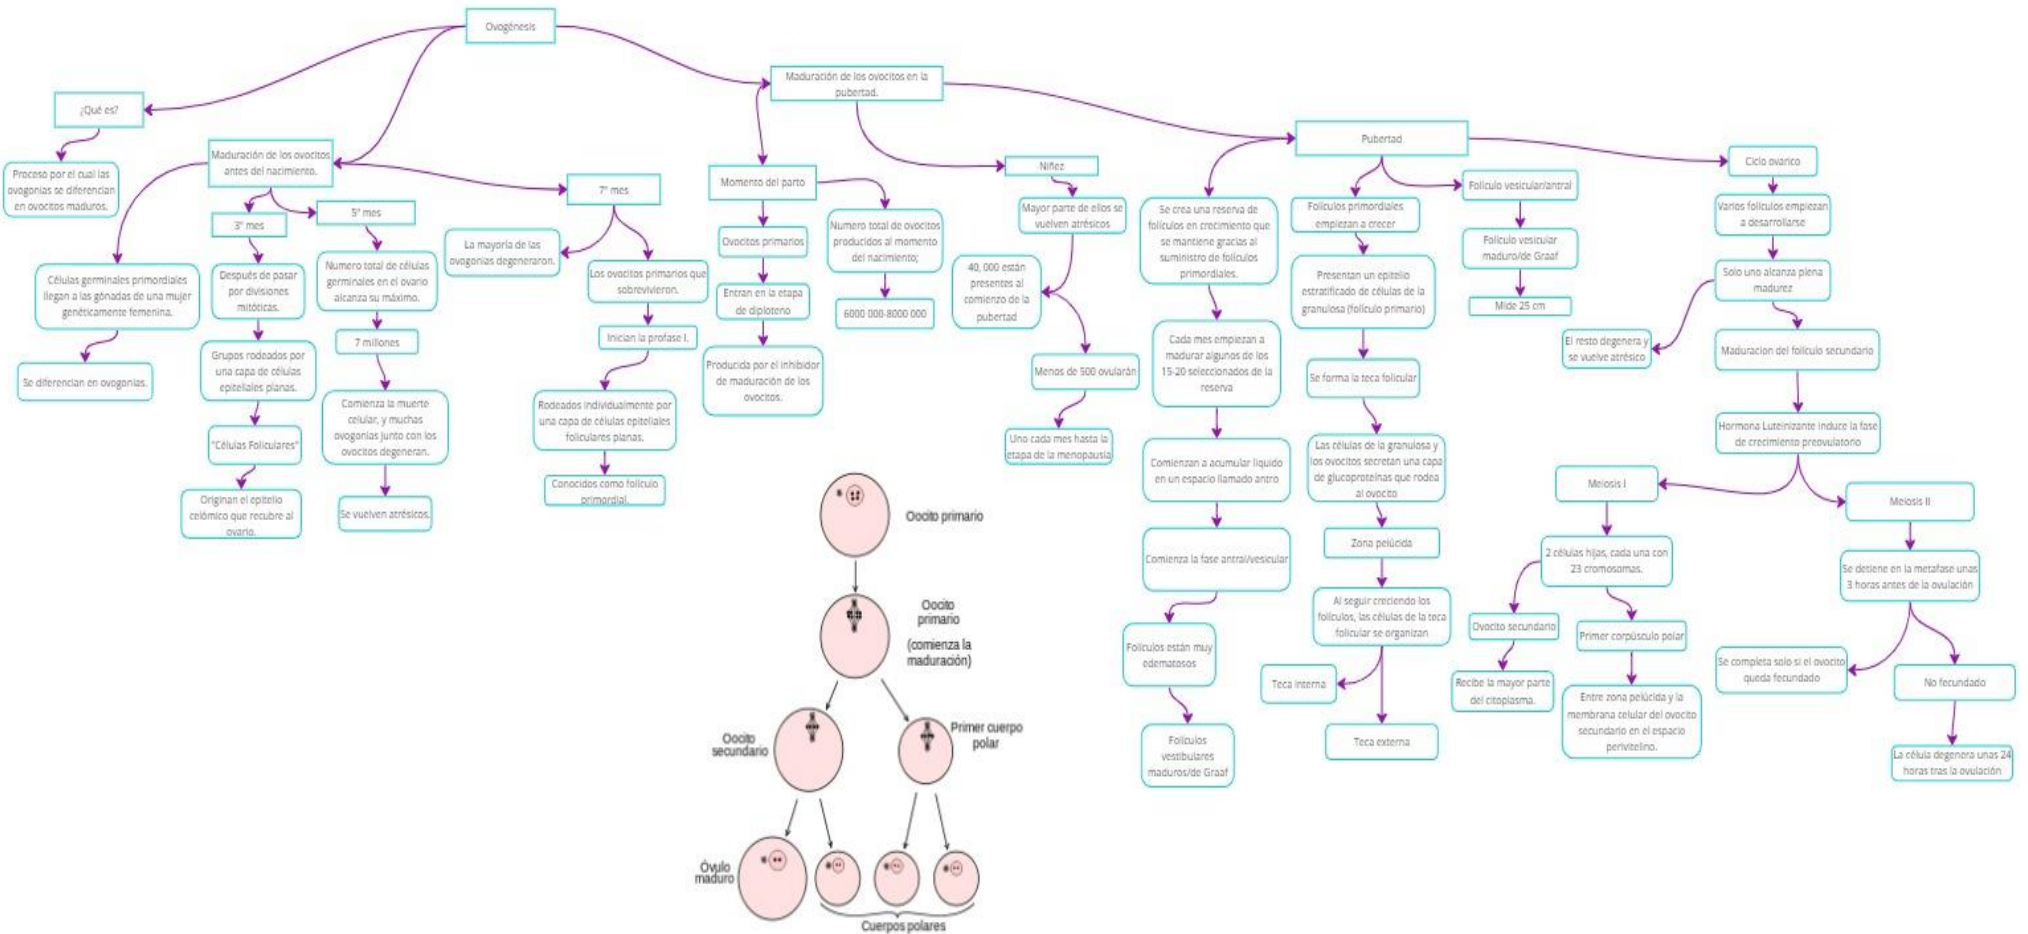 Ovogénesis
¿Qué es?
Proceso por el cual las
ovogonias se diferencian
en ovocitos maduros.
Maduración de los ovocitos
antes del nacimiento.
Células germinales primordiales
llegan a las gónadas de una mujer
genéticamente femenina.
Se diferencian en ovogonias.
3° mes
Después de pasar
por divisiones
mitóticas.
Grupos rodeados por
una capa de células
epiteliales planas.
"Células Foliculares"
Originan el epitelio
celómico que recubre al
ovario.
5° mes
Numero total de células
germinales en el ovario
alcanza su máximo.
7 millones
Comienza la muerte
celular, y muchas
ovogonias junto con los
ovocitos degeneran.
Se vuelven atrésicos.
7° mes
La mayoría de las
ovogonias degeneraron.
Los ovocitos primarios que
sobrevivieron.
Inician la profase I.
Rodeados individualmente por
una capa de células epiteliales
foliculares planas.
Conocidos como folículo
primordial.
Maduración de los ovocitos en la
pubertad.
Momento del parto
Ovocitos primarios
Entran en la etapa
de diploteno
Producida por el inhibidor
de maduración de los
ovocitos.
Numero total de ovocitos
producidos al momento
del nacimiento;
6000 000-8000 000
Niñez
Mayor parte de ellos se
vuelven atrésicos
40, 000 están
presentes al
comienzo de la
pubertad
Menos de 500 ovularán
Uno cada mes hasta la
etapa de la menopausia
Pubertad
Se crea una reserva de
folículos en crecimiento que
se mantiene gracias al
suministro de folículos
primordiales.
Cada mes empiezan a
madurar algunos de los
15-20 seleccionados de la
reserva
Comienzan a acumular líquido
en un espacio llamado antro
Comienza la fase antral/vesicular
Folículos están muy
edematosos
Folículos
vestibulares
maduros/de Graaf
Folículos primordiales
empiezan a crecer
Presentan un epitelio
estratificado de células de la
granulosa (folículo primario)
Se forma la teca folicular
Las células de la granulosa y
los ovocitos secretan una capa
de glucoproteínas que rodea
al ovocito
Zona pelúcida
Al seguir creciendo los
folículos, las células de la teca
folicular se organizan
Teca interna
Teca externa
Folículo vesicular/antral
Folículo vesicular
maduro/de Graaf
Mide 25 cm
Ciclo ovarico
Varios folículos empiezan
a desarrollarse
Solo uno alcanza plena
madurez
El resto degenera y
se vuelve atrésico
Maduracion del folículo secundario
Hormona Luteinizante induce la fase
de crecimiento preovulatorio
Meiosis I
2 células hijas, cada una con
23 cromosomas.
Ovocito secundario
Recibe la mayor parte
del citoplasma.
Primer corpúsculo polar
Entre zona pelúcida y la
membrana celular del ovocito
secundario en el espacio
perivitelino.
Meiosis II
Se detiene en la metafase unas
3 horas antes de la ovulación
Se completa solo si el ovocito
queda fecundado
No fecundado
La célula degenera unas 24
horas tras la ovulación
Oocito primario
Oocito
primario
(comienza la
maduración)
Oocito
secundario
Primer cuerpo
polar
Óvulo
maduro
Cuerpos polares